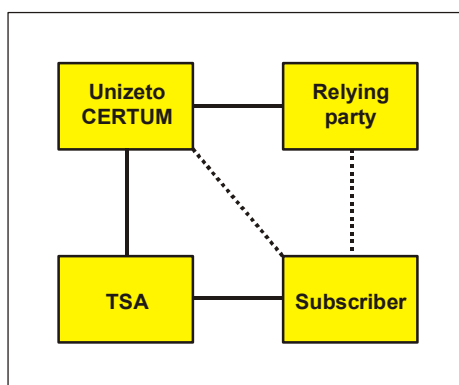 Unizeto
CERTUM
Relying
party
TSA
Subscriber